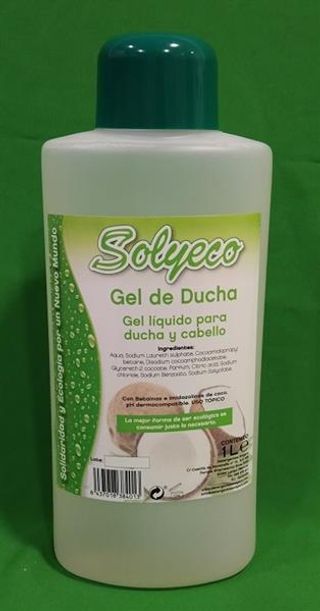 Solyeco
Gel de Ducha
Gel líquido para
ducha y cabello
Ingredientes:
Aqua, Sodium Laureth sulphate, Cocoamidopropyl
betaine, Disodium cocoamphodiacetate,
Glycereth-2 cocoate, Parfum, Citric acid, Sodium
chloride, Sodium Benzoate, Sodium
Con Betainas e imidazolinas de coco,
pH dermocompatible. USO TÓPICO
La mejor forma de ser ecológico es
consumir justo lo necesario.
CONTENIDO
1L e
Lote:
8 437018 384013
Solidaridad y Ecología por un Nuevo Mundo